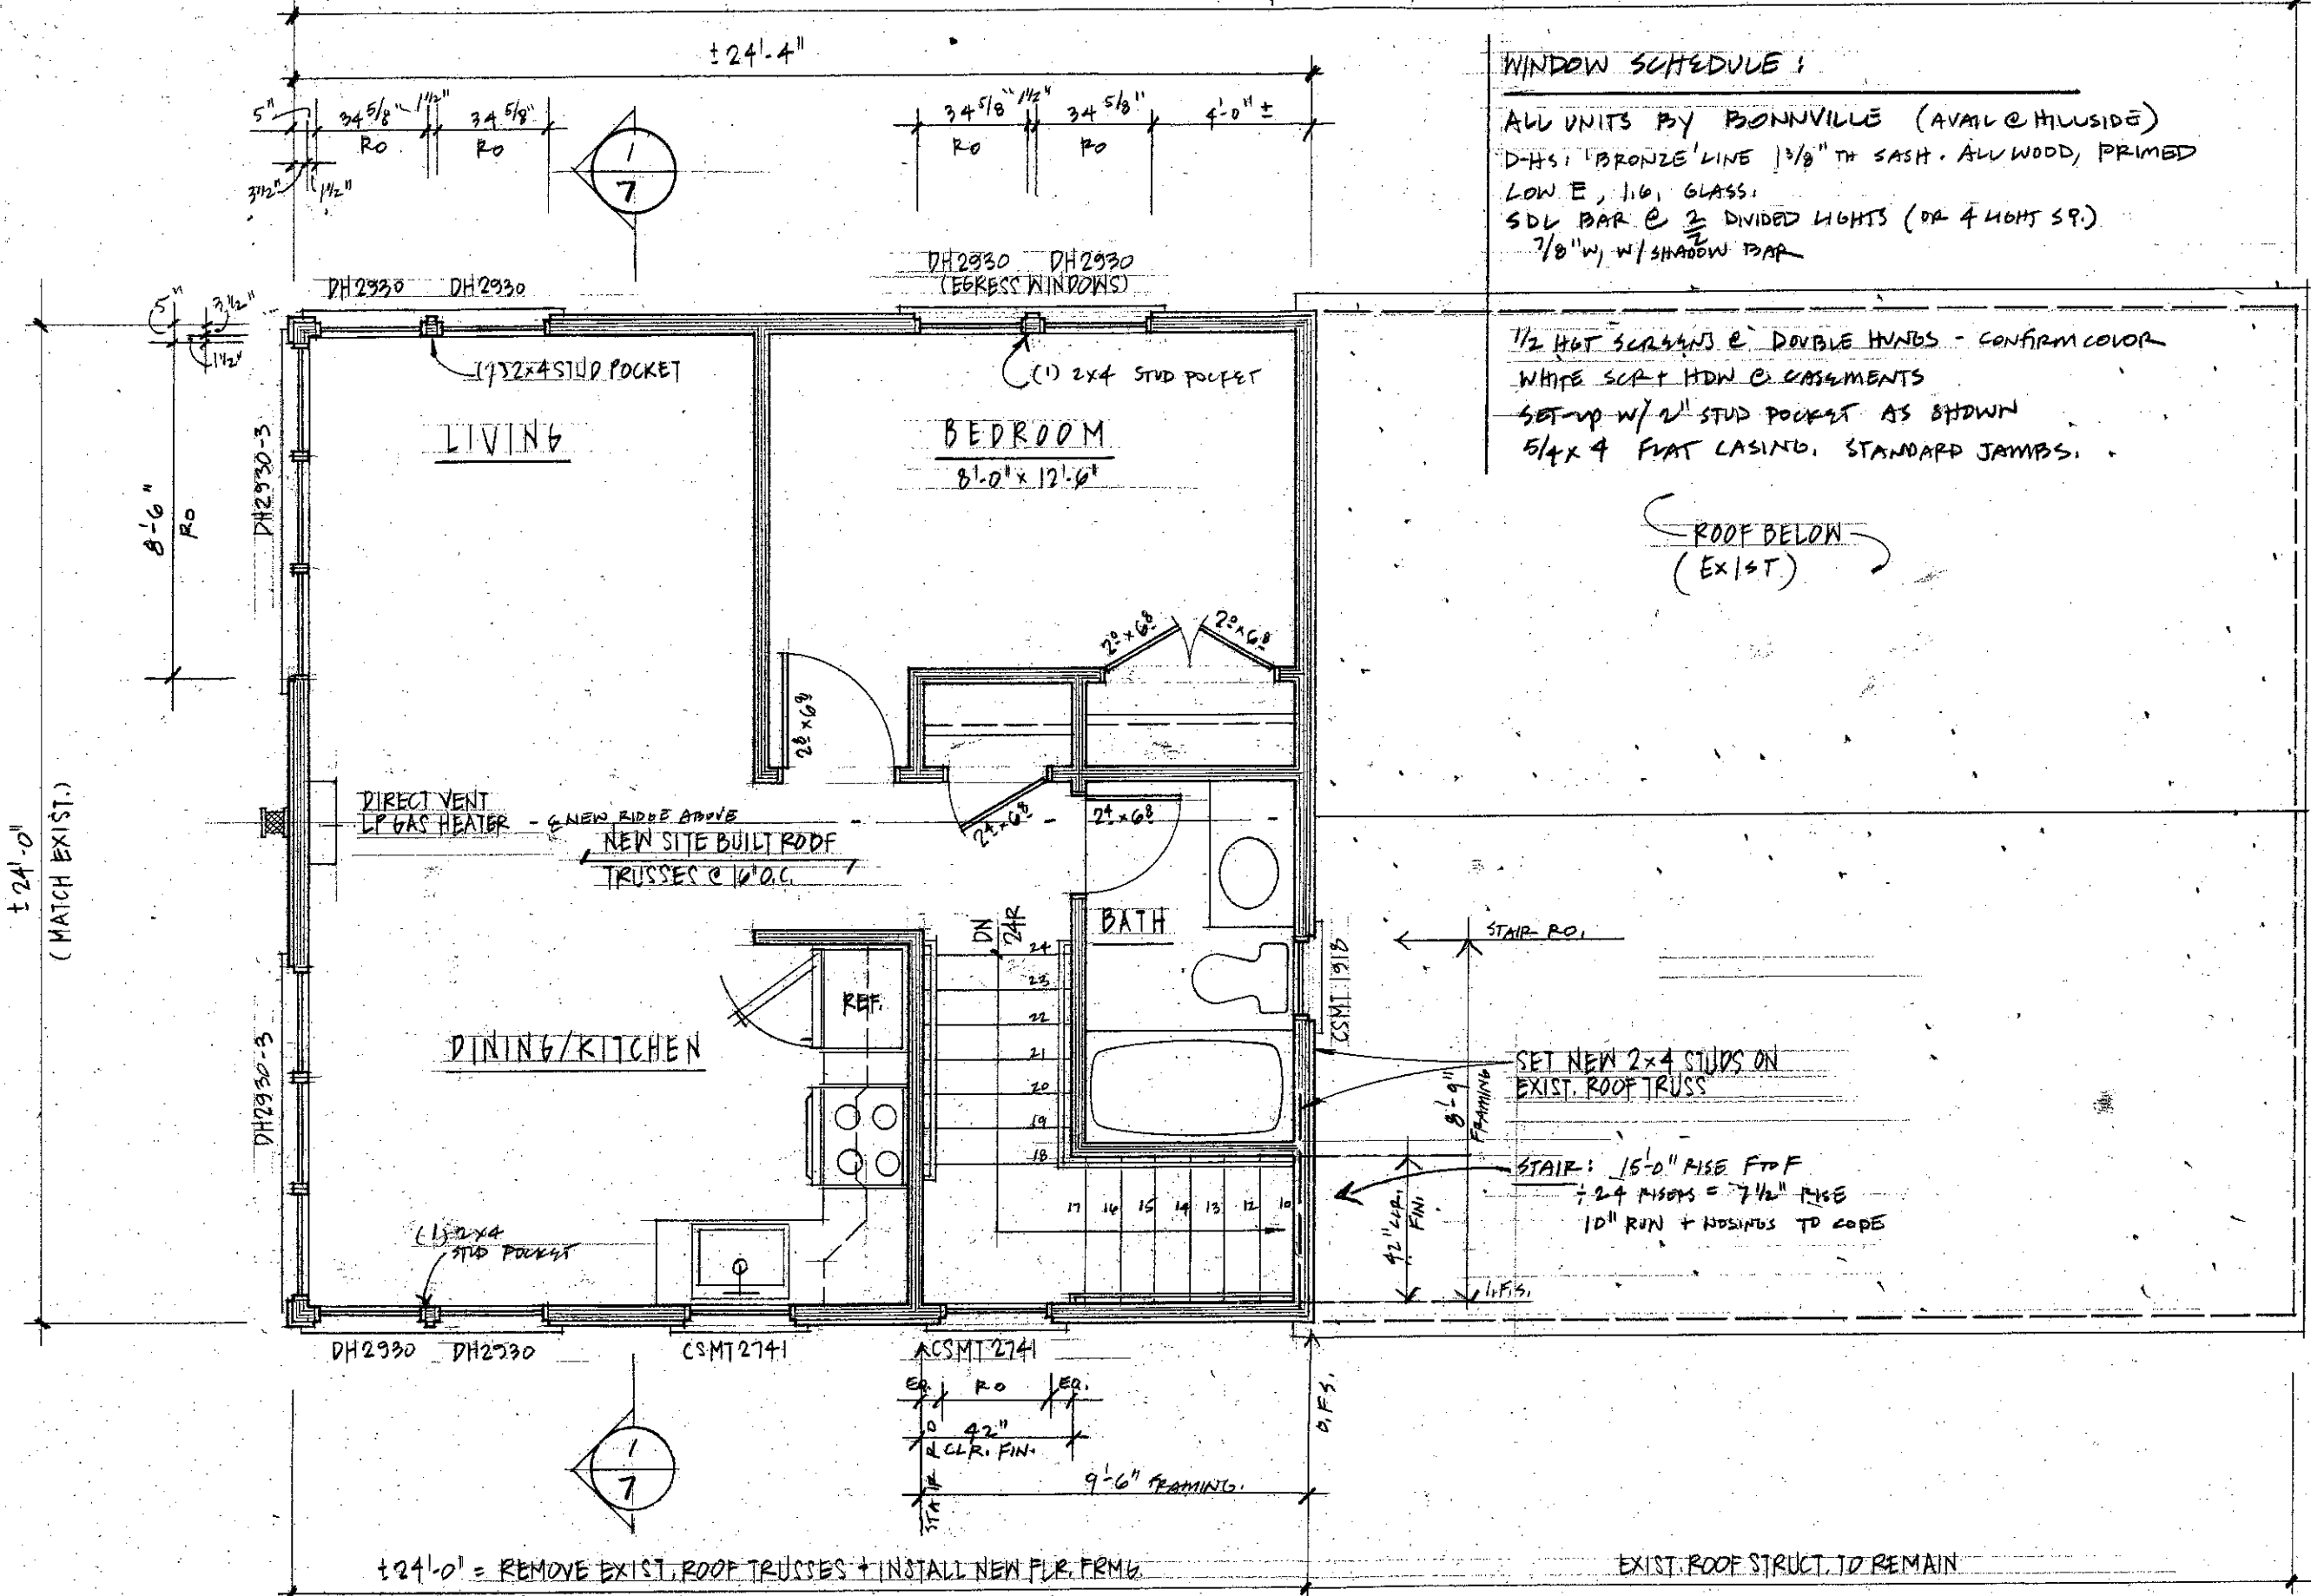 ±24'-4"
5" 34 5/8" 1 1/2" 34 5/8"
RO RO
3 1/2" 1 1/2"
1
7
34 5/8" 1 1/2" 34 5/8" 4'-0" ±
RO RO
WINDOW SCHEDULE:
ALL UNITS BY BONNVILLE (AVAIL @ HILLSIDE)
D-HS: 'BRONZE' LINE 1 3/8" TH SASH. ALL WOOD, PRIMED
LOW E, I.G. GLASS.
SDL BAR @ 2/2 DIVIDED LIGHTS (OR 4 LIGHT SQ.)
7/8" W, W/ SHADOW BAR
1/2 HGT SCREENS @ DOUBLE HUNGS - CONFIRM COLOR
WHITE SCR + HDW @ CASEMENTS
SET-UP W/ 2" STUD POCKET AS SHOWN
5/4 x 4 FLAT CASING. STANDARD JAMBS.
DH2930 DH2930
DH2930 DH2930
(EGRESS WINDOWS)
5" 3 1/2"
1 1/2"
(1) 2x4 STUD POCKET
(1) 2x4 STUD POCKET
LIVING
BEDROOM
8'-0" x 12'-6"
DH2930-3
8'-6"
RO
ROOF BELOW
(EXIST.)
2⁰x6⁸ 2⁰x6⁸
2⁸x6⁸
±24'-0"
(MATCH EXIST.)
DIRECT VENT
LP GAS HEATER - ℄ NEW RIDGE ABOVE
NEW SITE BUILT ROOF
TRUSSES @ 16" O.C.
2⁴x6⁸
2⁴x6⁸
BATH
DN
24R
24
23
22
21
20
19
18
17 16 15 14 13 12 10
REF.
DINING/KITCHEN
DH2930-3
CSMT 1918
STAIR RO.
8'-9"
FRAMING
SET NEW 2x4 STUDS ON
EXIST. ROOF TRUSS
STAIR: 15'-0" RISE F TO F
÷ 24 RISERS = 7 1/2" RISE
10" RUN + NOSINGS TO CODE
42" CLR.
FIN.
I.F.S.
(1) 2x4
STUD POCKET
DH2930 DH2930
CSMT 2741
CSMT 2741
EQ. RO EQ.
42"
CLR. FIN.
STAIR RO
9'-6" FRAMING.
O.F.S.
1
7
±24'-0" = REMOVE EXIST. ROOF TRUSSES + INSTALL NEW FLR. FRMG.
EXIST. ROOF STRUCT. TO REMAIN